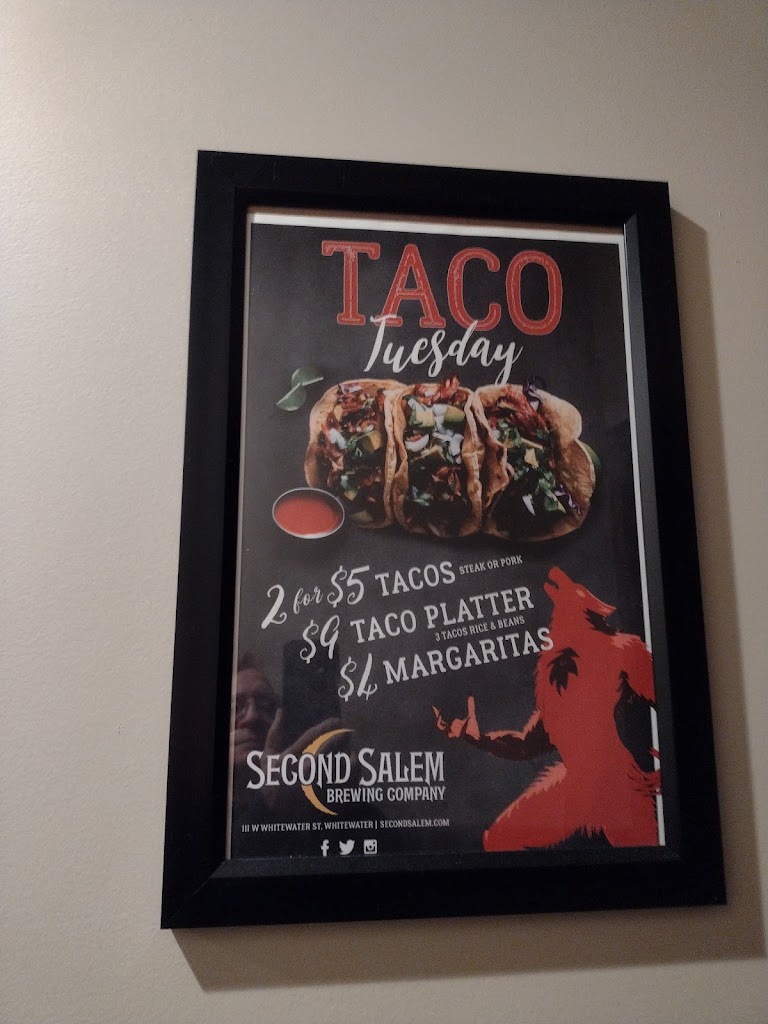 TACO
Tuesday
2 for $5 TACOS STEAK OR PORK
$9 TACO PLATTER
3 TACOS RICE & BEANS
$4 MARGARITAS
SECOND SALEM
BREWING COMPANY
111 W WHITEWATER ST, WHITEWATER | SECONDSALEM.COM